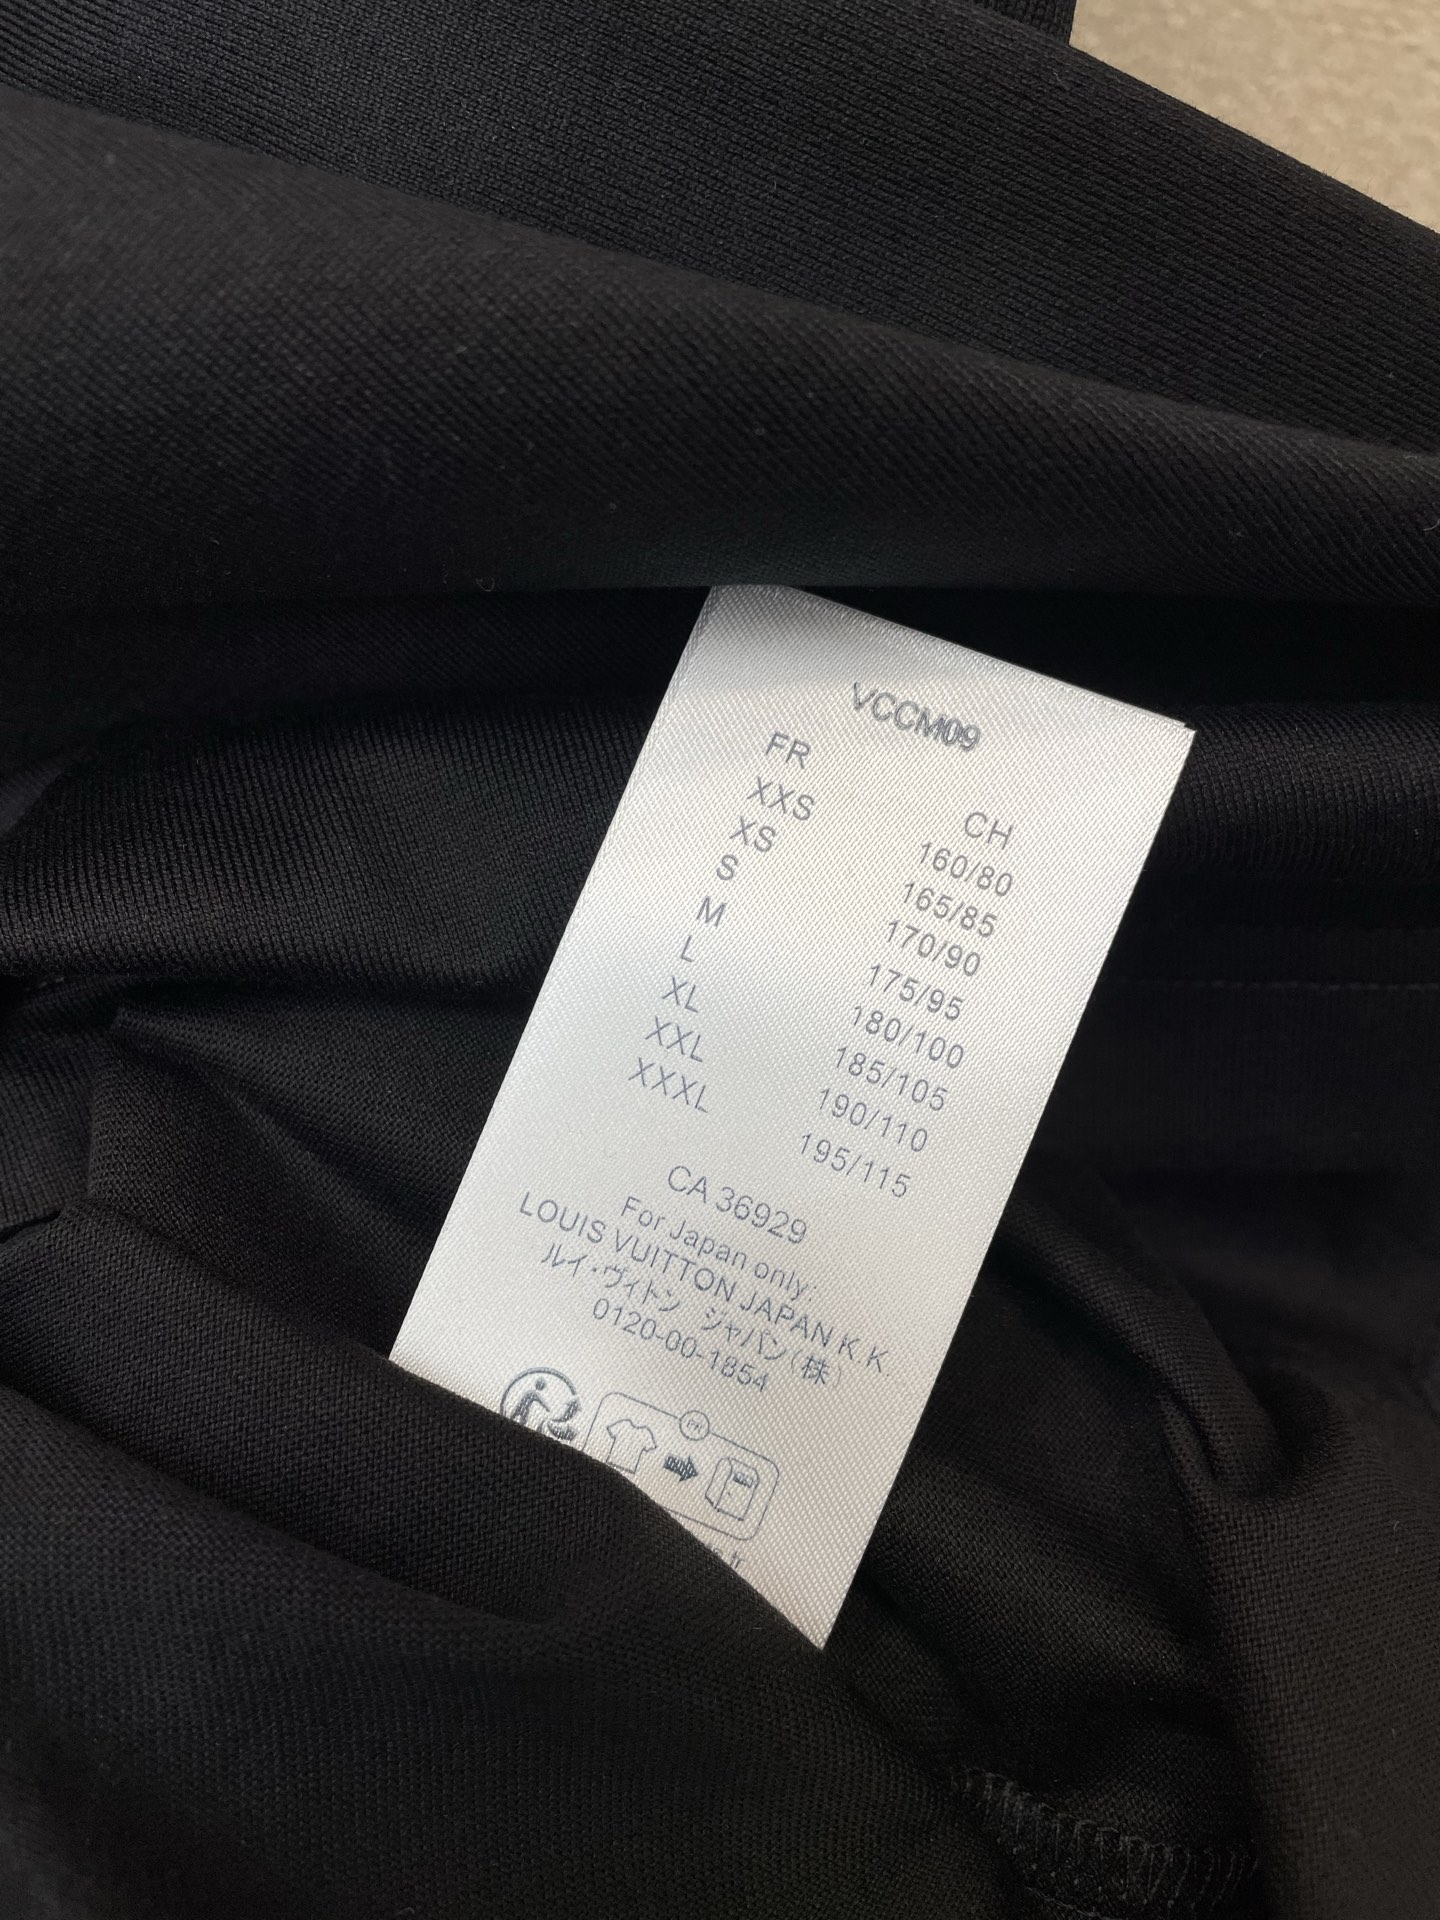 VCCM09
FR CH
XXS 160/80
XS 165/85
S 170/90
M 175/95
L 180/100
XL 185/105
XXL 190/110
XXXL 195/115
CA 36929
For Japan only:
LOUIS VUITTON JAPAN K.K
ルイ・ヴィトン ジャパン(株)
0120-00-1854
FR